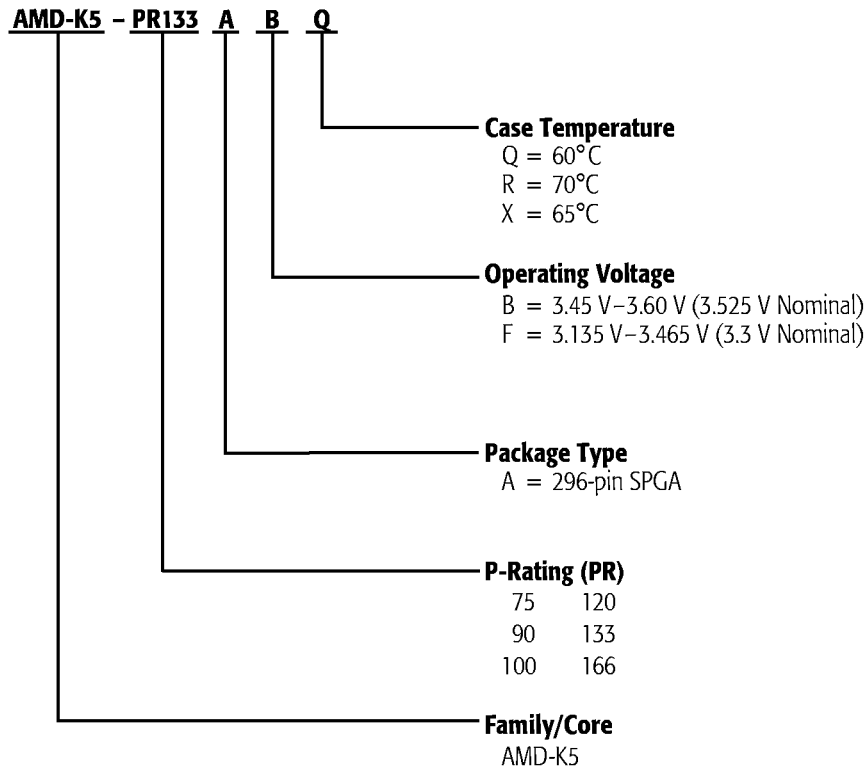 AMD-K5 – PR133 A B Q
Case Temperature
Q = 60°C
R = 70°C
X = 65°C
Operating Voltage
B = 3.45 V–3.60 V (3.525 V Nominal)
F = 3.135 V–3.465 V (3.3 V Nominal)
Package Type
A = 296-pin SPGA
P-Rating (PR)
75 120
90 133
100 166
Family/Core
AMD-K5